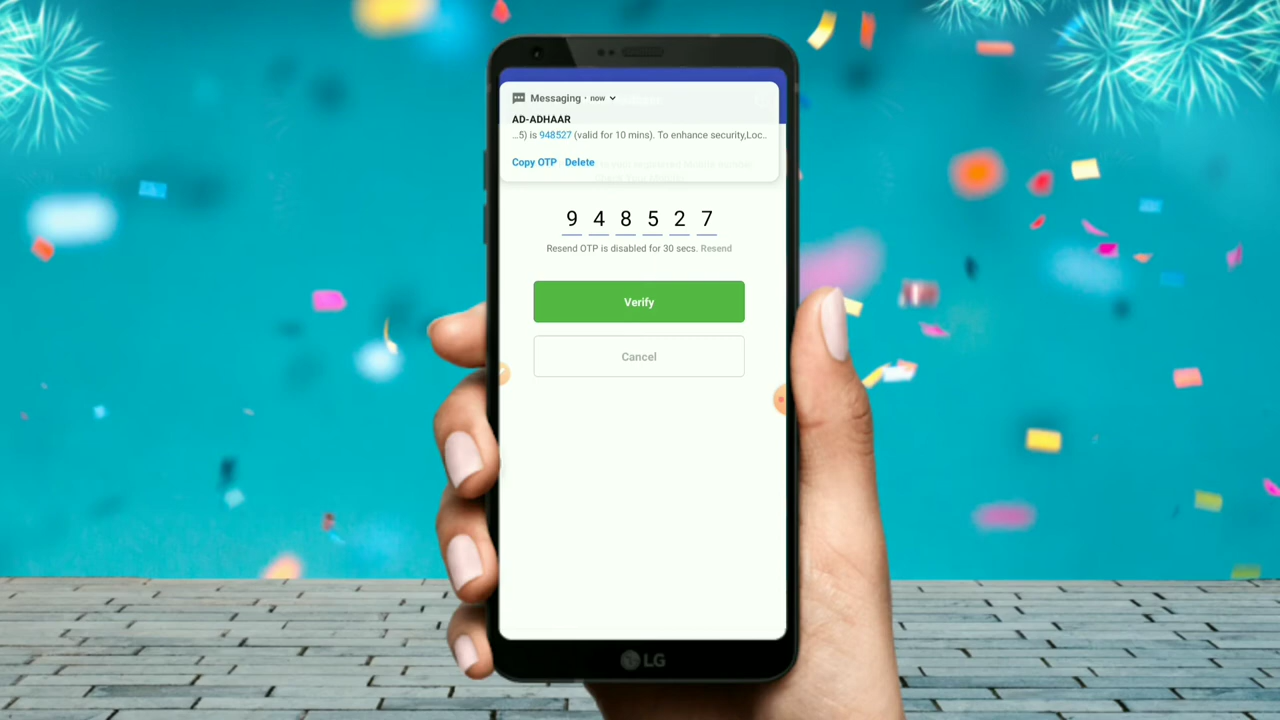 Messaging · now
AD-ADHAAR
...5) is 948527 (valid for 10 mins). To enhance security,Loc..
Copy OTP Delete
9 4 8 5 2 7
Resend OTP is disabled for 30 secs. Resend
Verify
Cancel
LG